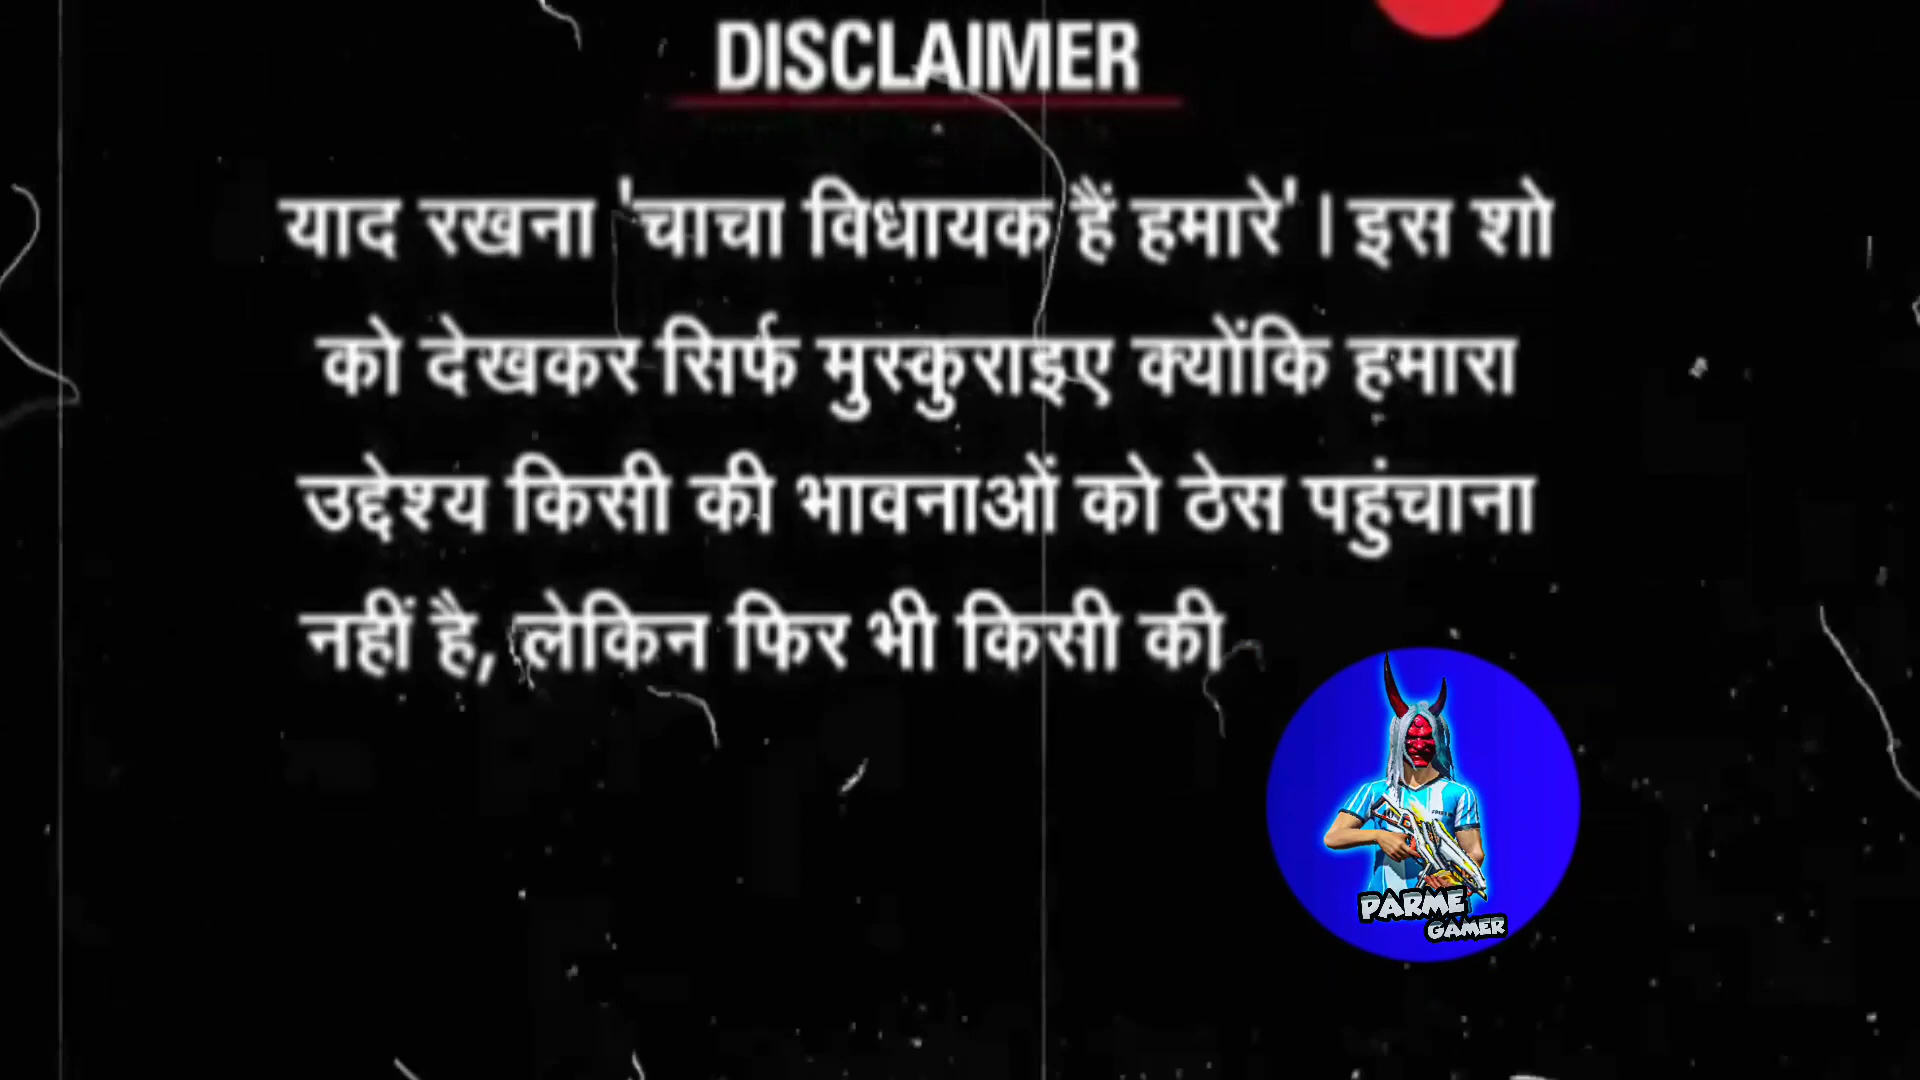 DISCLAIMER
याद रखना 'चाचा विधायक हैं हमारे' । इस शो
को देखकर सिर्फ मुस्कुराइए क्योंकि हमारा
उद्देश्य किसी की भावनाओं को ठेस पहुंचाना
नहीं है, लेकिन फिर भी किसी की
PARME
GAMER